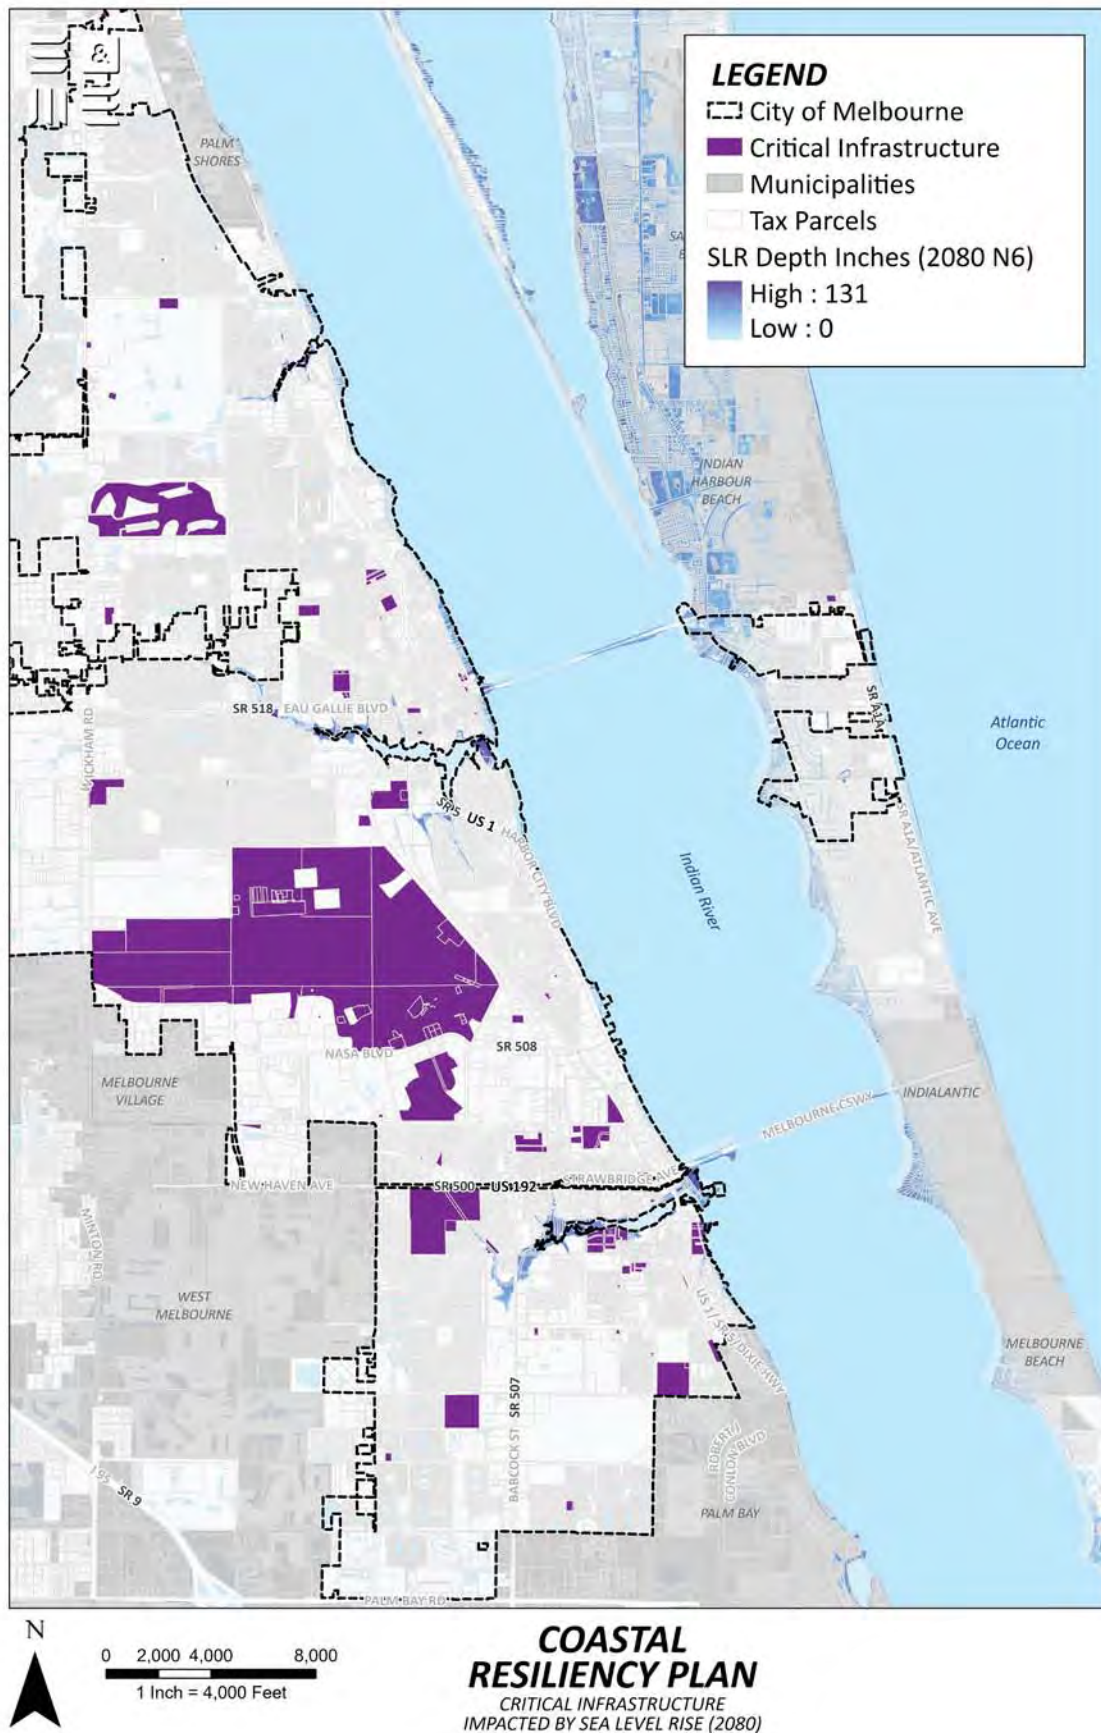 LEGEND
City of Melbourne
Critical Infrastructure
Municipalities
Tax Parcels
SLR Depth Inches (2080 N6)
High : 131
Low : 0
&
PALM
SHORES
INDIAN
HARBOUR
BEACH
SR 518
EAU GALLIE BLVD
WICKHAM RD
SR 5
US 1
HARBOR CITY BLVD
SR A1A
SR A1A/ATLANTIC AVE
Atlantic
Ocean
Indian River
NASA BLVD
SR 508
MELBOURNE
VILLAGE
INDIALANTIC
MELBOURNE CSWY
STRAWBRIDGE AVE
NEW HAVEN AVE
SR 500
US 192
MINTON RD
WEST
MELBOURNE
US 1/SR 5/DIXIE HWY
MELBOURNE
BEACH
SR 507
BABCOCK ST
ROBERT J
CONLON BLVD
I 95
SR 9
PALM BAY
PALM BAY RD
N
0 2,000 4,000 8,000
1 Inch = 4,000 Feet
COASTAL
RESILIENCY PLAN
CRITICAL INFRASTRUCTURE
IMPACTED BY SEA LEVEL RISE (2080)